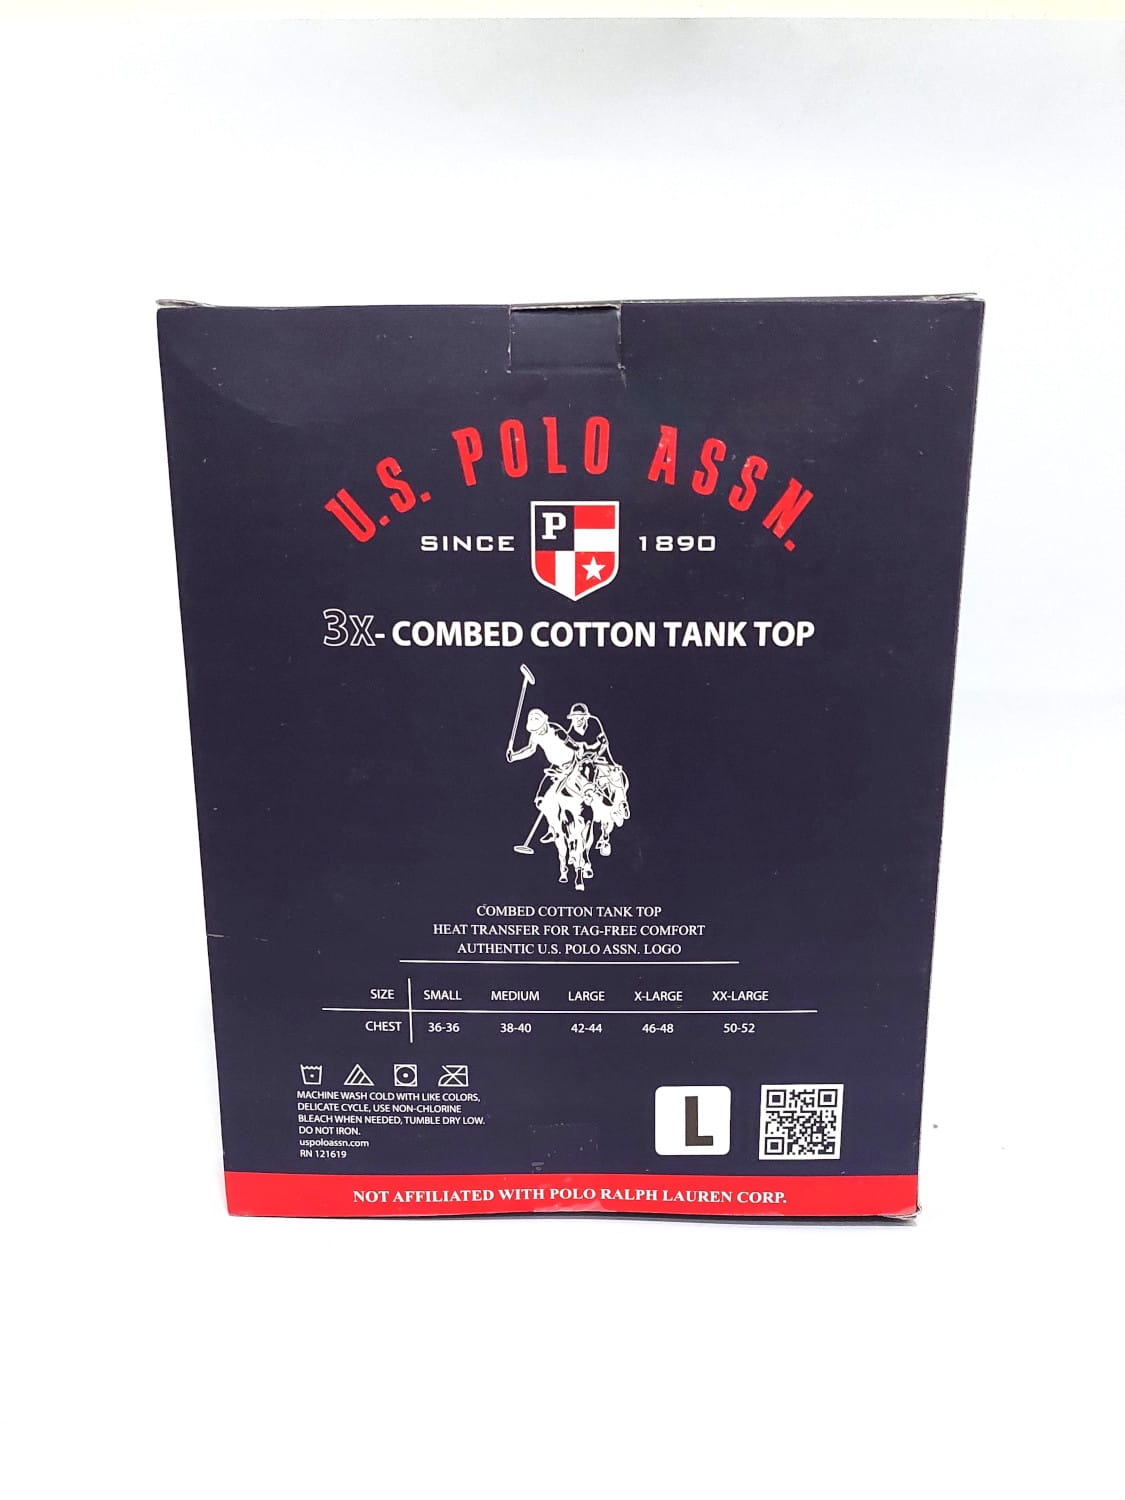 U.S. POLO ASSN.
SINCE P 1890
3X- COMBED COTTON TANK TOP
COMBED COTTON TANK TOP
HEAT TRANSFER FOR TAG-FREE COMFORT
AUTHENTIC U.S. POLO ASSN. LOGO
SIZE SMALL MEDIUM LARGE X-LARGE XX-LARGE
CHEST 36-36 38-40 42-44 46-48 50-52
MACHINE WASH COLD WITH LIKE COLORS,
DELICATE CYCLE, USE NON-CHLORINE
BLEACH WHEN NEEDED, TUMBLE DRY LOW.
DO NOT IRON.
uspoloassn.com
RN 121619
L
NOT AFFILIATED WITH POLO RALPH LAUREN CORP.